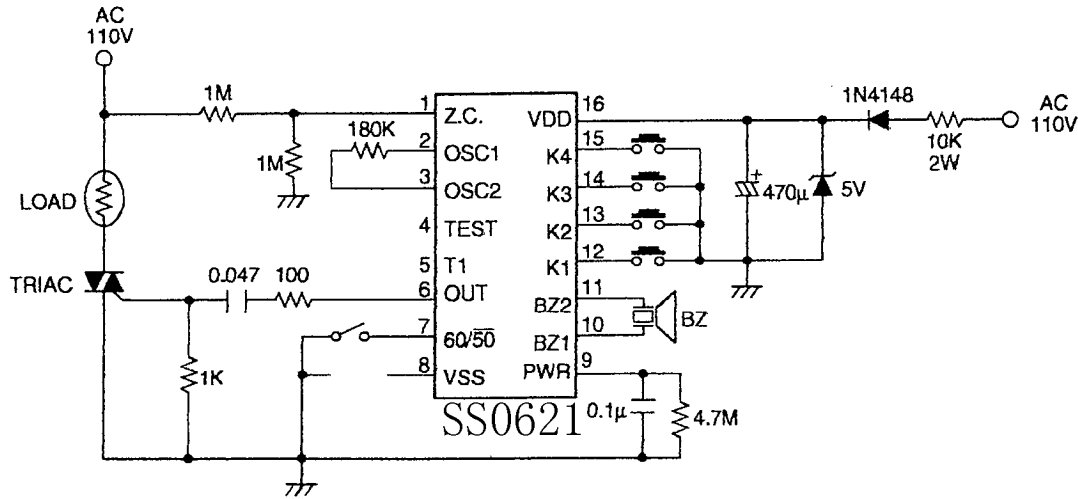 AC
110V
1M
1M
180K
LOAD
TRIAC
0.047
100
1K
1
Z.C.
2
OSC1
3
OSC2
4
TEST
5
T1
6
OUT
7
60/50
8
VSS
16
VDD
15
K4
14
K3
13
K2
12
K1
11
BZ2
10
BZ1
9
PWR
SS0621
BZ
0.1μ
4.7M
+
470μ
5V
1N4148
10K
2W
AC
110V